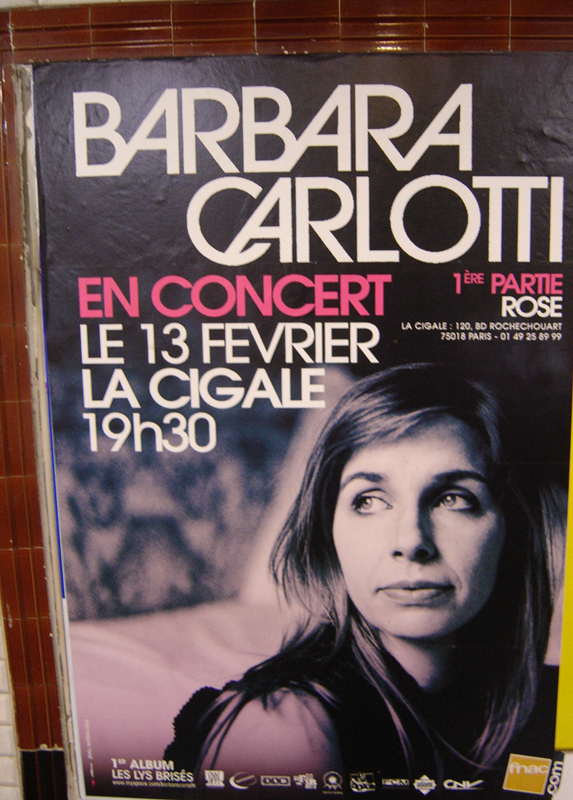 BARBARA
CARLOTTI
EN CONCERT
LE 13 FEVRIER
LA CIGALE
19h30
1ÈRE PARTIE
ROSE
LA CIGALE : 120, BD ROCHECHOUART
75018 PARIS - 01 49 25 89 99
1ER ALBUM
LES LYS BRISÉS
fnac
.com